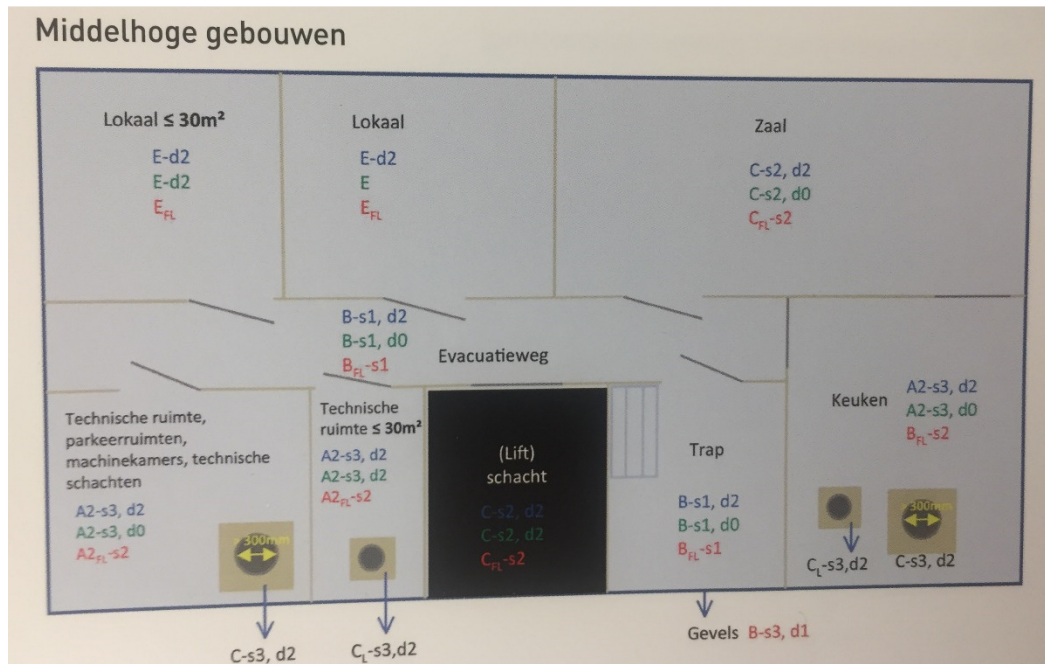 Middelhoge gebouwen
Lokaal ≤ 30m²
E-d2
E-d2
EFL
Lokaal
E-d2
E
EFL
Zaal
C-s2, d2
C-s2, d0
CFL-s2
B-s1, d2
B-s1, d0
BFL-s1
Evacuatieweg
Technische ruimte,
parkeerruimten,
machinekamers, technische
schachten
A2-s3, d2
A2-s3, d0
A2FL-s2
> 300mm
C-s3, d2
Technische
ruimte ≤ 30m²
A2-s3, d2
A2-s3, d2
A2FL-s2
CL-s3,d2
(Lift)
schacht
C-s2, d2
C-s2, d2
CFL-s2
Trap
B-s1, d2
B-s1, d0
BFL-s1
Gevels B-s3, d1
Keuken
A2-s3, d2
A2-s3, d0
BFL-s2
CL-s3,d2
> 300mm
C-s3, d2